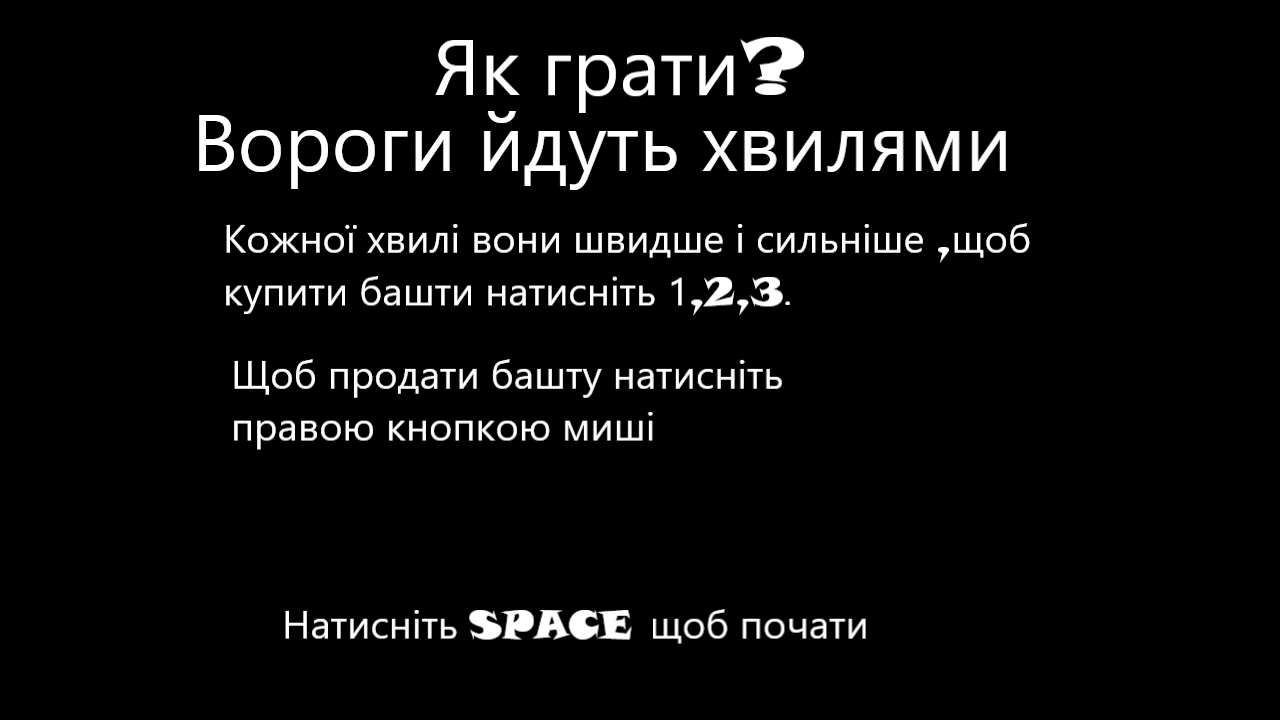 Як грати?
Вороги йдуть хвилями
Кожної хвилі вони швидше і сильніше ,щоб
купити башти натисніть 1,2,3.
Щоб продати башту натисніть
правою кнопкою миші
Натисніть SPACE щоб почати